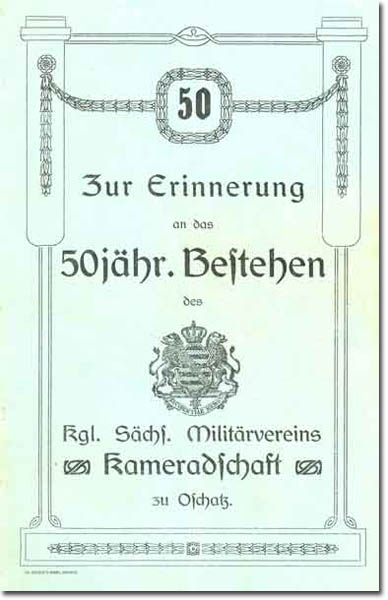 50
Zur Erinnerung
an das
50jähr. Beſtehen
des
Kgl. Sächſ. Militärvereins
Kameradſchaft
zu Oſchatz.